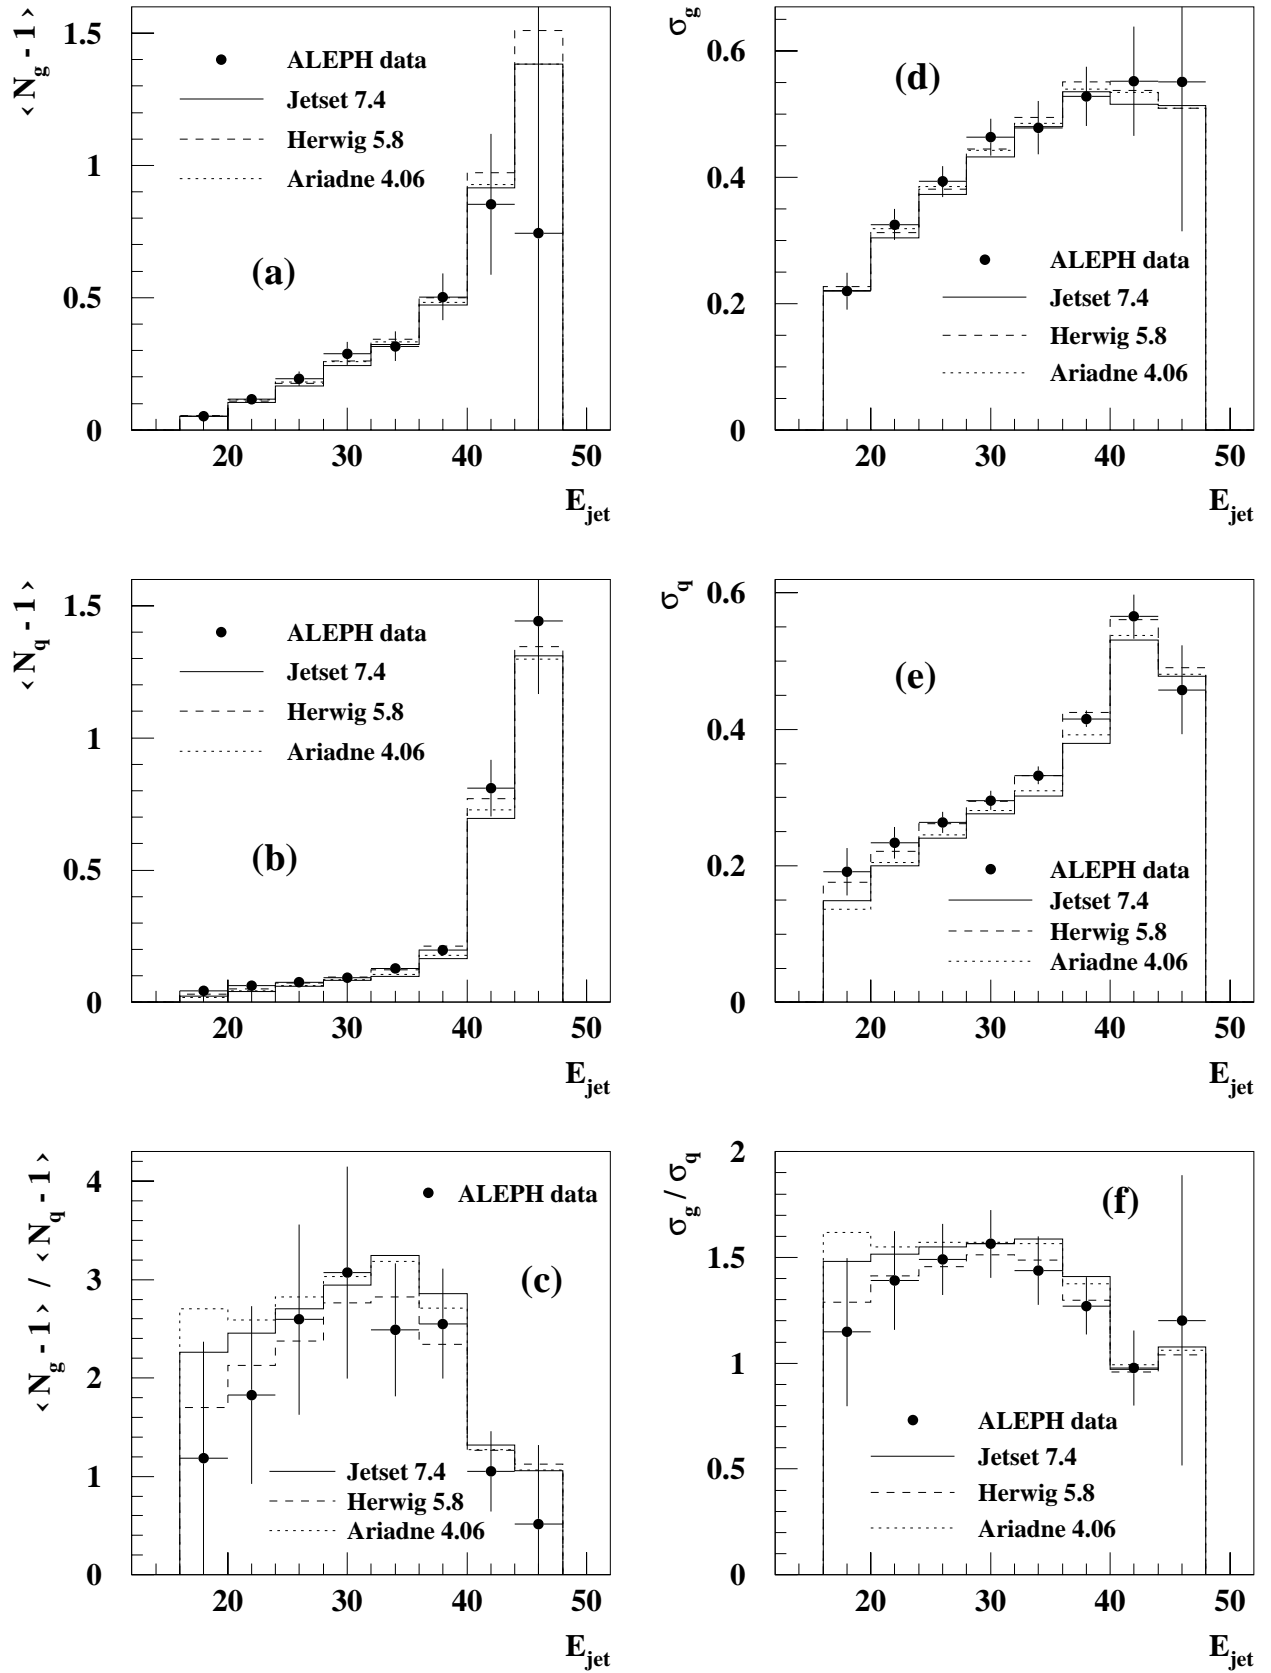 ‹ N_g - 1 ›
1.5
1
0.5
0
ALEPH data
Jetset 7.4
Herwig 5.8
Ariadne 4.06
(a)
20 30 40 50
E_jet
σ_g
0.6
0.4
0.2
0
(d)
ALEPH data
Jetset 7.4
Herwig 5.8
Ariadne 4.06
20 30 40 50
E_jet
‹ N_q - 1 ›
1.5
1
0.5
0
ALEPH data
Jetset 7.4
Herwig 5.8
Ariadne 4.06
(b)
20 30 40 50
E_jet
σ_q
0.6
0.4
0.2
0
(e)
ALEPH data
Jetset 7.4
Herwig 5.8
Ariadne 4.06
20 30 40 50
E_jet
‹ N_g - 1 › / ‹ N_q - 1 ›
4
3
2
1
0
ALEPH data
(c)
Jetset 7.4
Herwig 5.8
Ariadne 4.06
20 30 40 50
E_jet
σ_g / σ_q
2
1.5
1
0.5
0
(f)
ALEPH data
Jetset 7.4
Herwig 5.8
Ariadne 4.06
20 30 40 50
E_jet